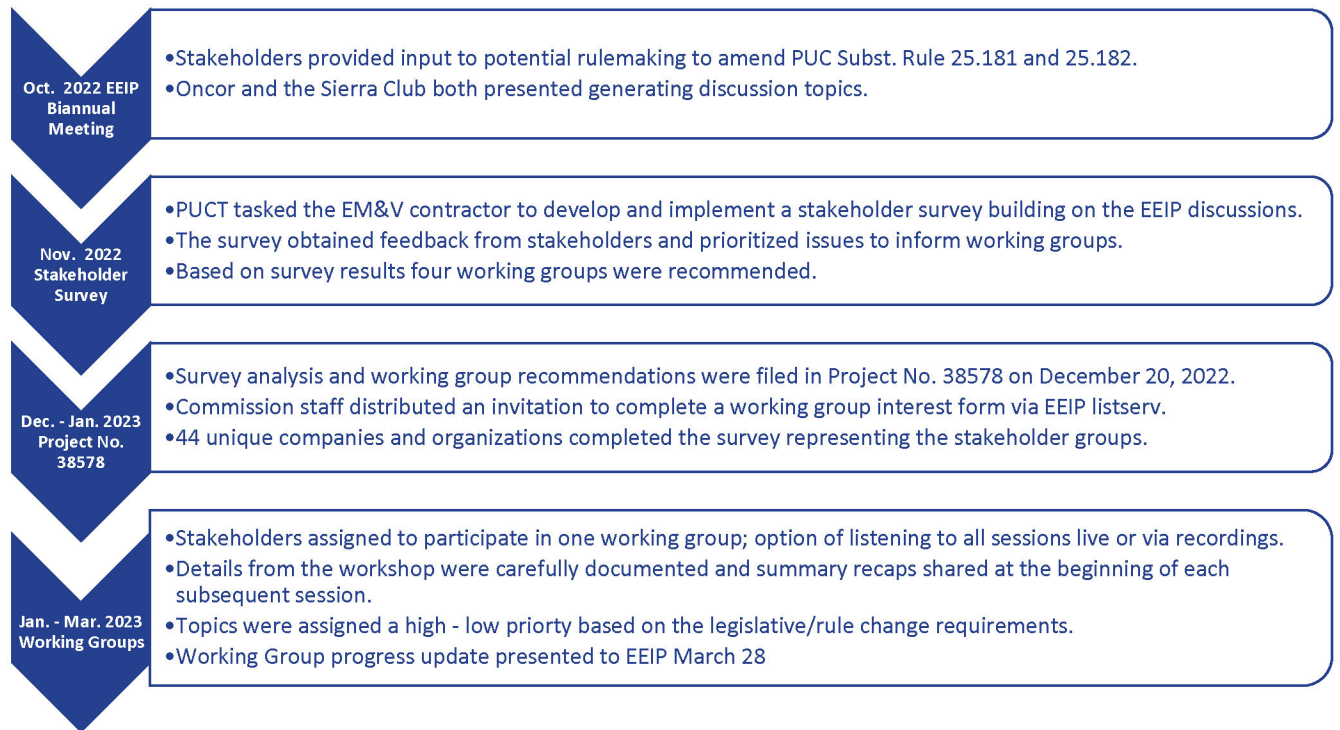 Oct. 2022 EEIP
Biannual
Meeting
•Stakeholders provided input to potential rulemaking to amend PUC Subst. Rule 25.181 and 25.182.
•Oncor and the Sierra Club both presented generating discussion topics.
Nov. 2022
Stakeholder
Survey
•PUCT tasked the EM&V contractor to develop and implement a stakeholder survey building on the EEIP discussions.
•The survey obtained feedback from stakeholders and prioritized issues to inform working groups.
•Based on survey results four working groups were recommended.
Dec. - Jan. 2023
Project No.
38578
•Survey analysis and working group recommendations were filed in Project No. 38578 on December 20, 2022.
•Commission staff distributed an invitation to complete a working group interest form via EEIP listserv.
•44 unique companies and organizations completed the survey representing the stakeholder groups.
Jan. - Mar. 2023
Working Groups
•Stakeholders assigned to participate in one working group; option of listening to all sessions live or via recordings.
•Details from the workshop were carefully documented and summary recaps shared at the beginning of each
subsequent session.
•Topics were assigned a high - low priorty based on the legislative/rule change requirements.
•Working Group progress update presented to EEIP March 28